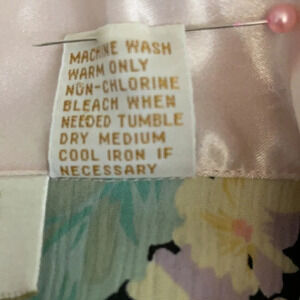 MACHINE WASH
WARM ONLY
NON-CHLORINE
BLEACH WHEN
NEEDED TUMBLE
DRY MEDIUM
COOL IRON IF
NECESSARY